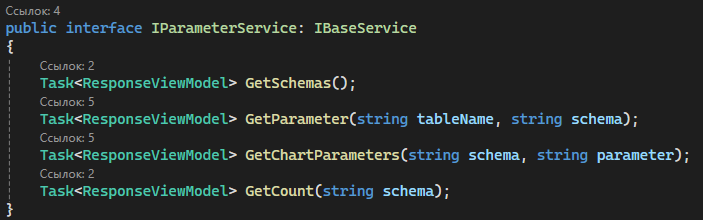 Ссылок: 4
public interface IParameterService: IBaseService
{
Ссылок: 2
Task<ResponseViewModel> GetSchemas();
Ссылок: 5
Task<ResponseViewModel> GetParameter(string tableName, string schema);
Ссылок: 5
Task<ResponseViewModel> GetChartParameters(string schema, string parameter);
Ссылок: 2
Task<ResponseViewModel> GetCount(string schema);
}